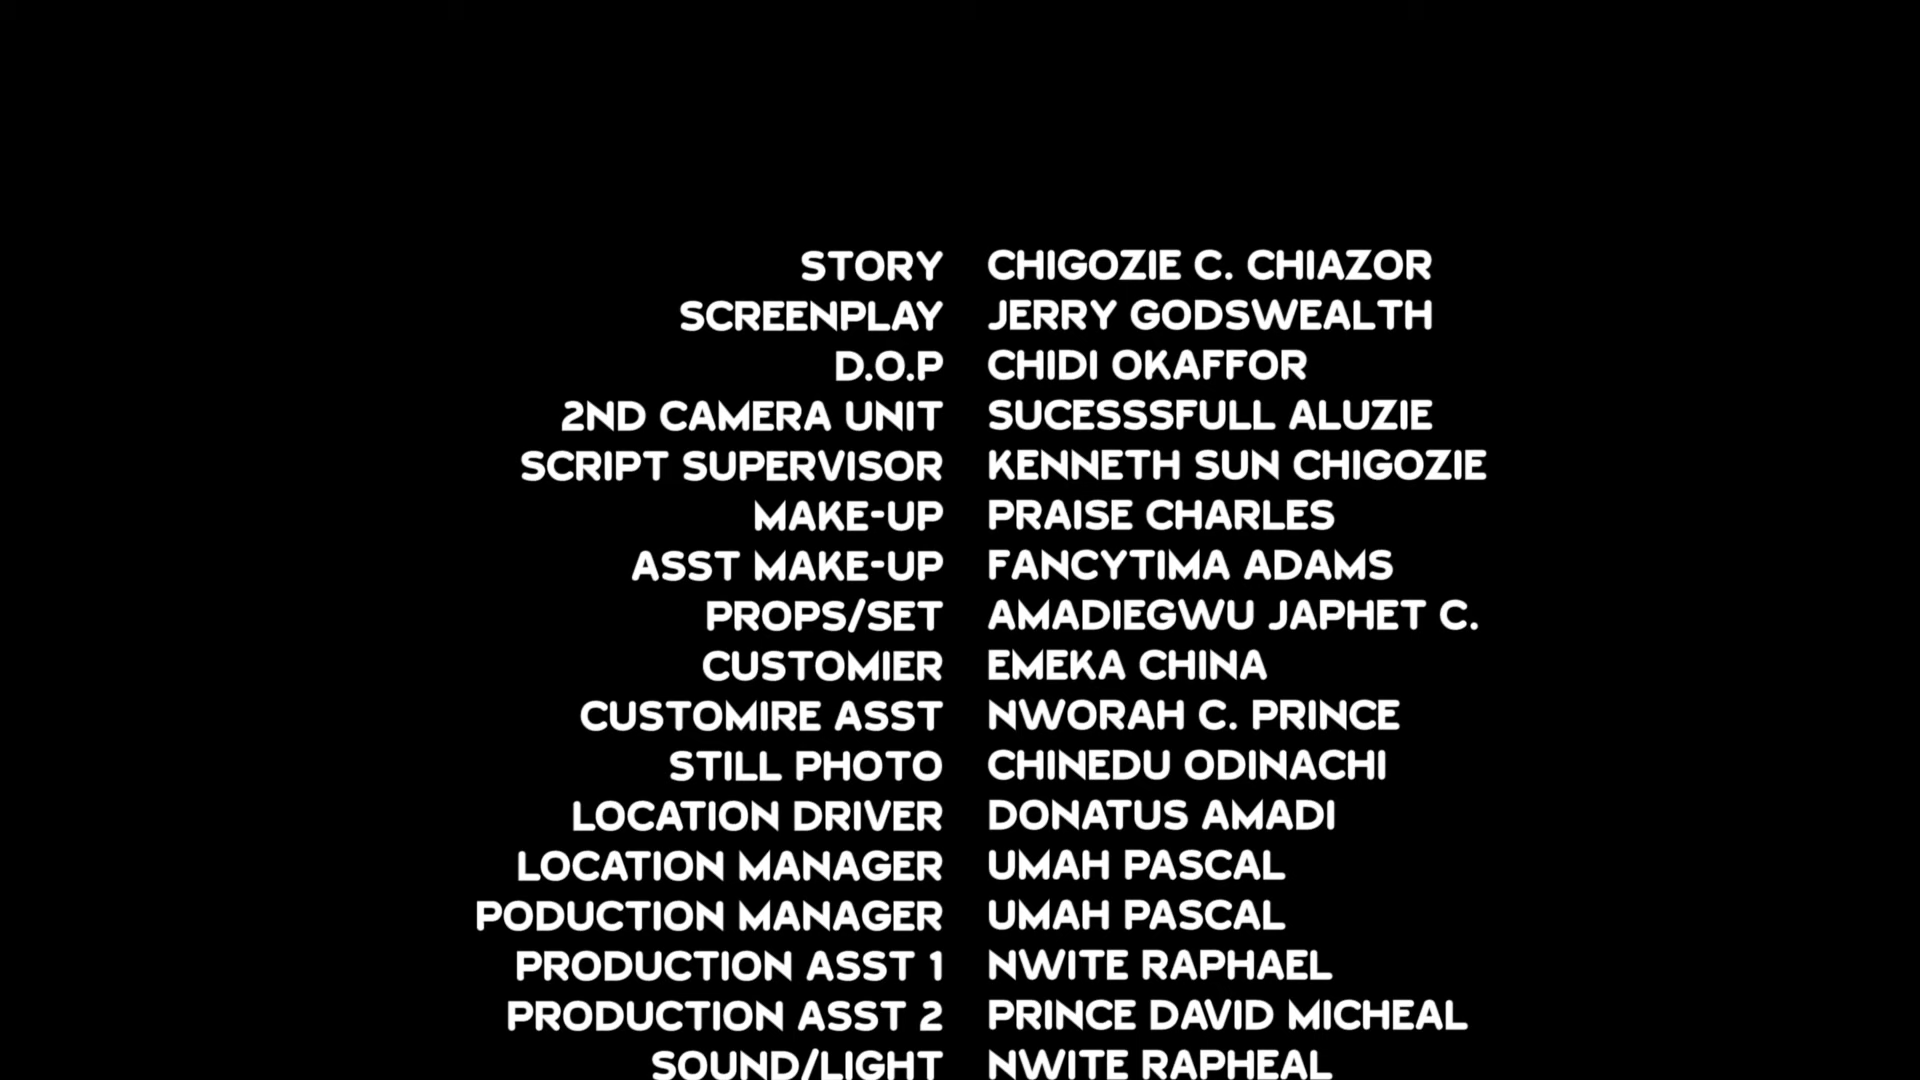 STORY CHIGOZIE C. CHIAZOR
SCREENPLAY JERRY GODSWEALTH
D.O.P CHIDI OKAFFOR
2ND CAMERA UNIT SUCESSSFULL ALUZIE
SCRIPT SUPERVISOR KENNETH SUN CHIGOZIE
MAKE-UP PRAISE CHARLES
ASST MAKE-UP FANCYTIMA ADAMS
PROPS/SET AMADIEGWU JAPHET C.
CUSTOMIER EMEKA CHINA
CUSTOMIRE ASST NWORAH C. PRINCE
STILL PHOTO CHINEDU ODINACHI
LOCATION DRIVER DONATUS AMADI
LOCATION MANAGER UMAH PASCAL
PODUCTION MANAGER UMAH PASCAL
PRODUCTION ASST 1 NWITE RAPHAEL
PRODUCTION ASST 2 PRINCE DAVID MICHEAL
SOUND/LIGHT NWITE RAPHEAL